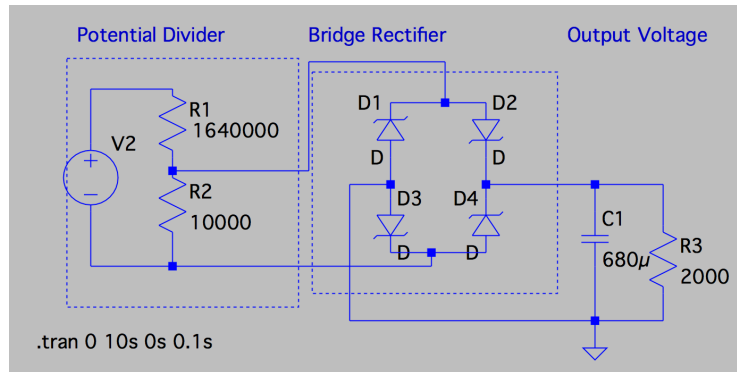 Potential Divider
Bridge Rectifier
Output Voltage
R1
1640000
V2
R2
10000
D1
D2
D
D
D3
D4
D
D
C1
680µ
R3
2000
.tran 0 10s 0s 0.1s